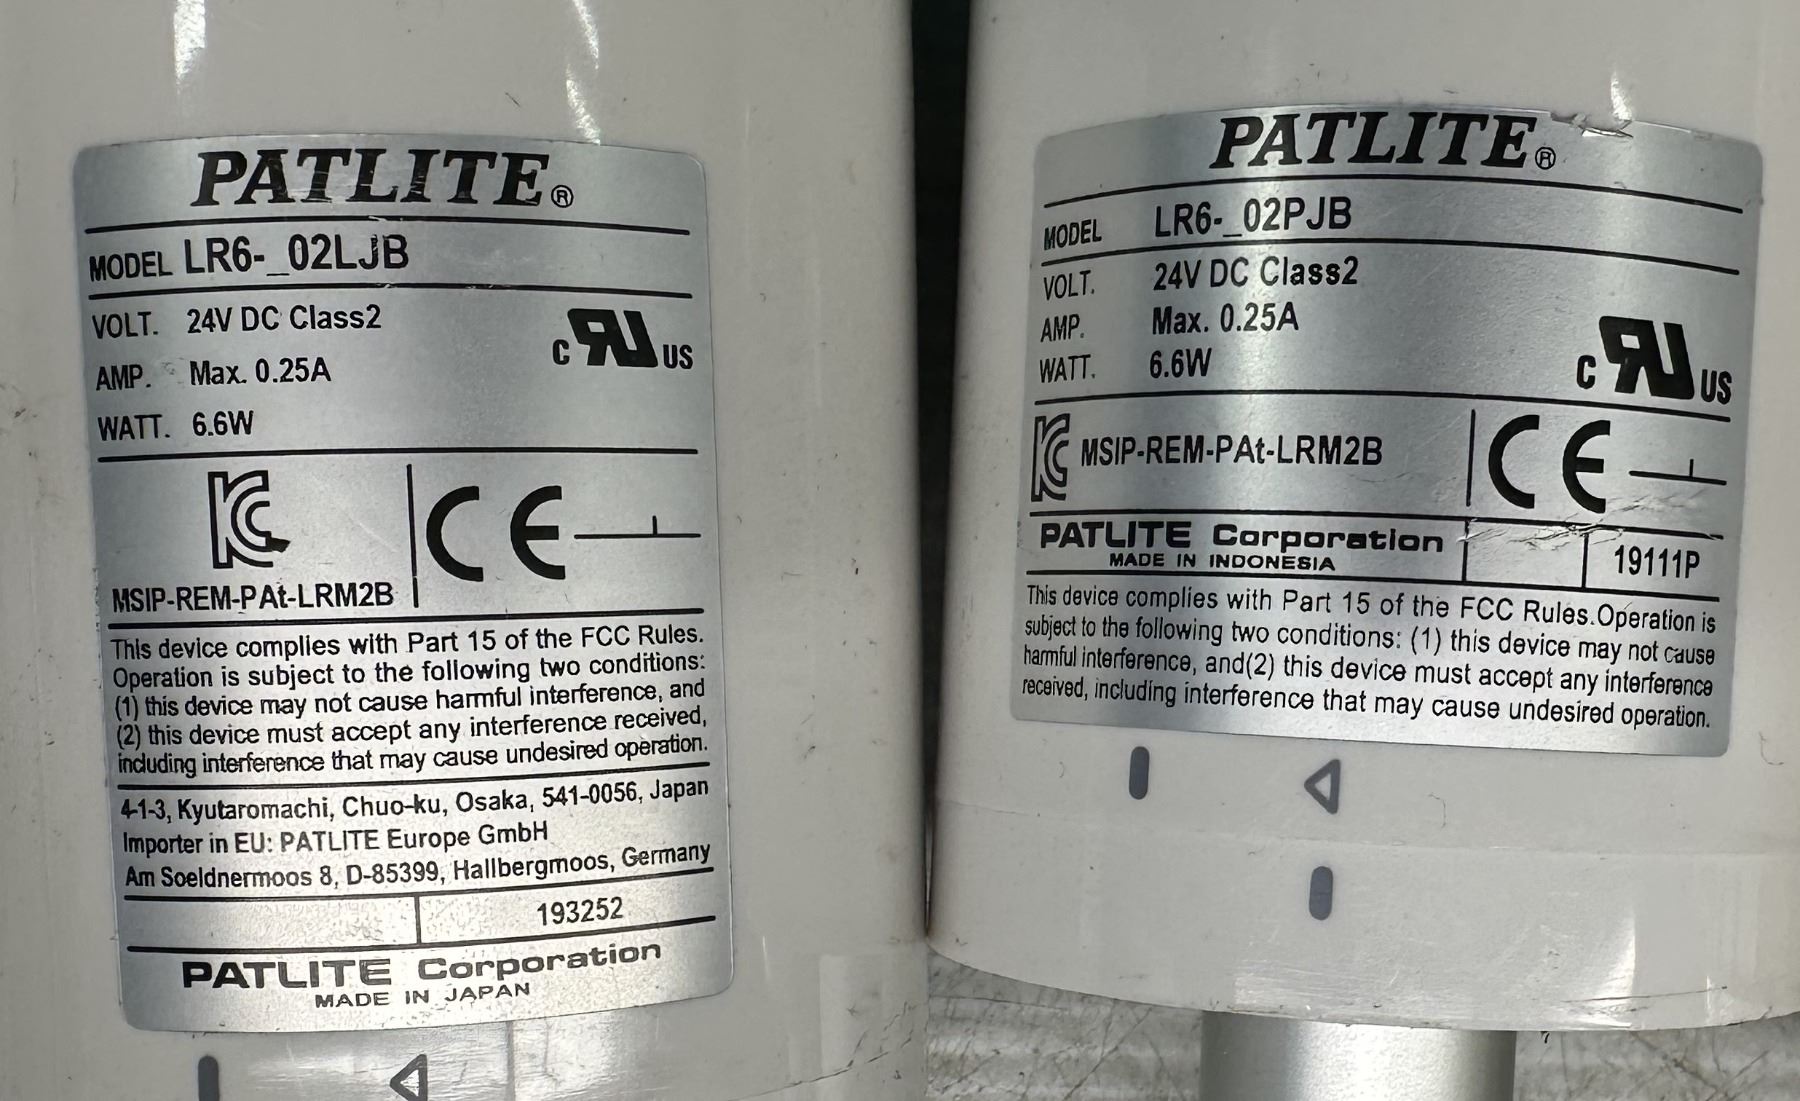 PATLITE®
MODEL LR6-_02LJB
VOLT. 24V DC Class2
AMP. Max. 0.25A
WATT. 6.6W
c RU US
KC
MSIP-REM-PAt-LRM2B
CE
This device complies with Part 15 of the FCC Rules.
Operation is subject to the following two conditions:
(1) this device may not cause harmful interference, and
(2) this device must accept any interference received,
including interference that may cause undesired operation.
4-1-3, Kyutaromachi, Chuo-ku, Osaka, 541-0056, Japan
Importer in EU: PATLITE Europe GmbH
Am Soeldnermoos 8, D-85399, Hallbergmoos, Germany
193252
PATLITE Corporation
MADE IN JAPAN
PATLITE®
MODEL LR6-_02PJB
VOLT. 24V DC Class2
AMP. Max. 0.25A
WATT. 6.6W
c RU US
KC MSIP-REM-PAt-LRM2B CE
PATLITE Corporation
MADE IN INDONESIA
19111P
This device complies with Part 15 of the FCC Rules.Operation is
subject to the following two conditions: (1) this device may not cause
harmful interference, and(2) this device must accept any interference
received, including interference that may cause undesired operation.